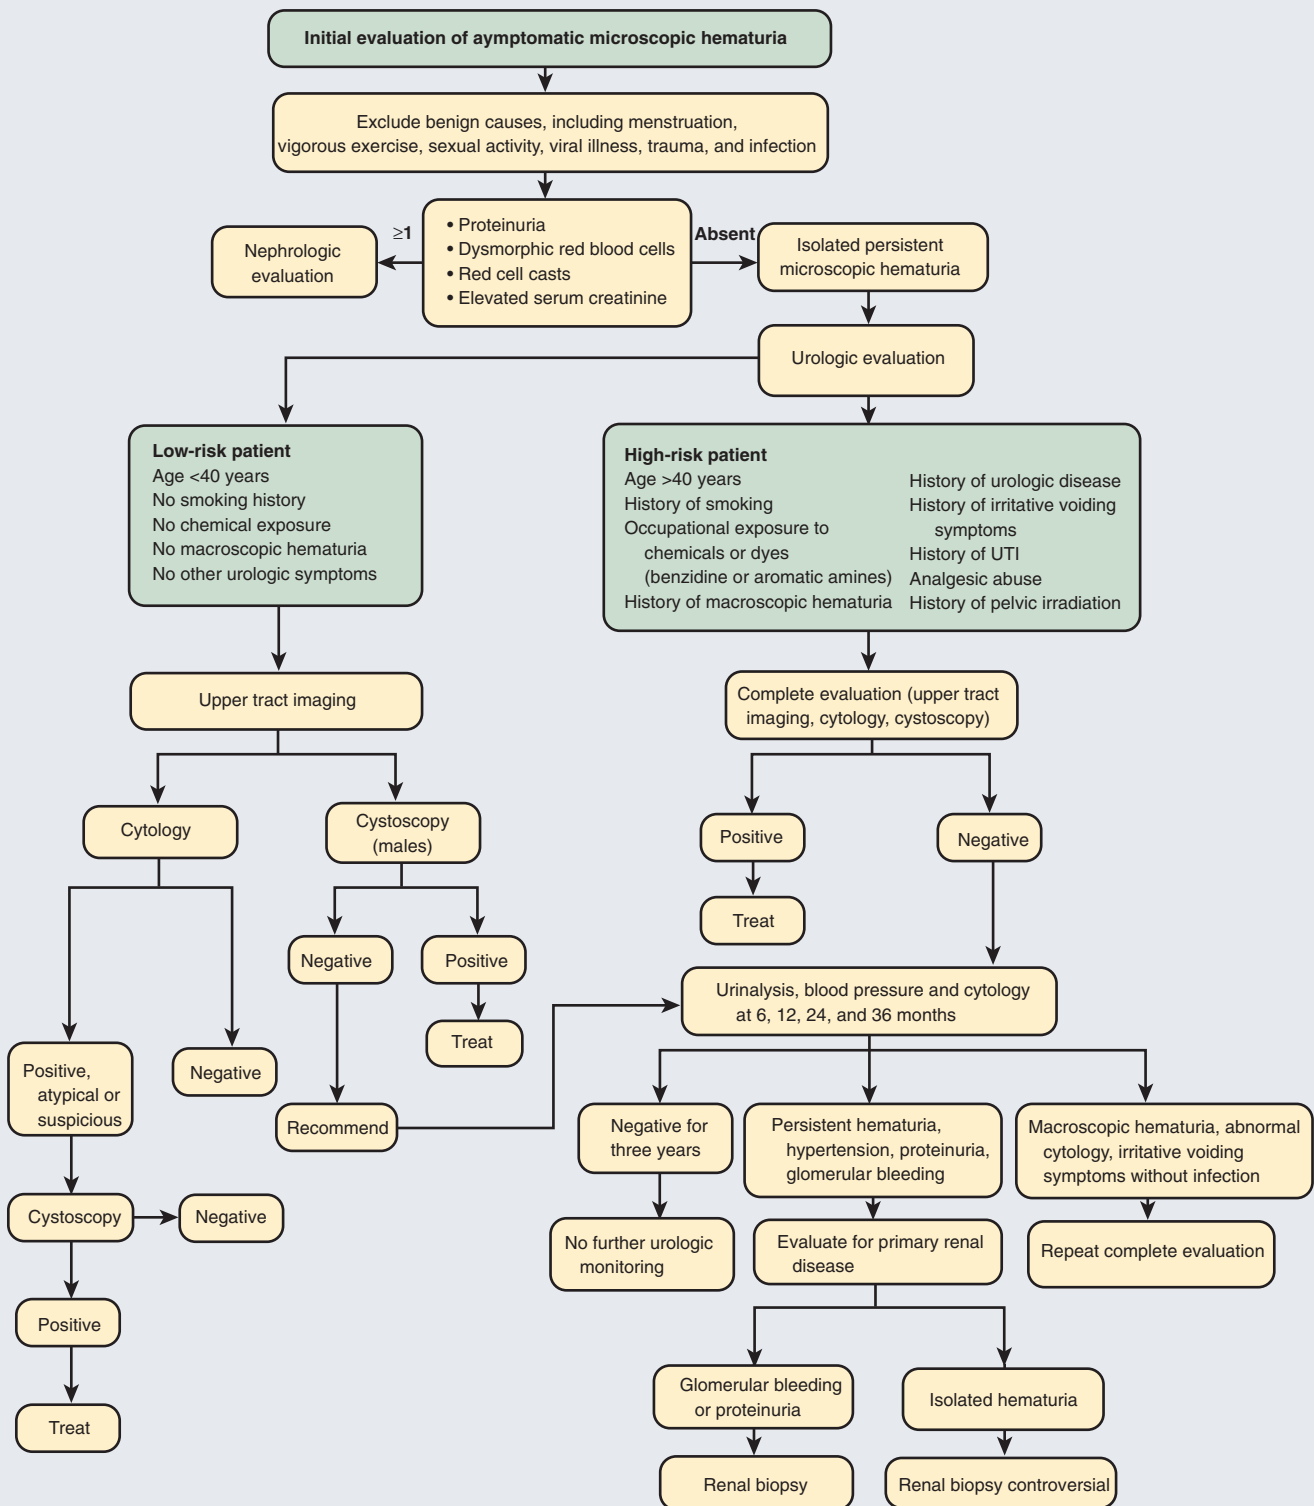 Initial evaluation of aymptomatic microscopic hematuria
Exclude benign causes, including menstruation,
vigorous exercise, sexual activity, viral illness, trauma, and infection
≥1
• Proteinuria
• Dysmorphic red blood cells
• Red cell casts
• Elevated serum creatinine
Absent
Nephrologic
evaluation
Isolated persistent
microscopic hematuria
Urologic evaluation
Low-risk patient
Age <40 years
No smoking history
No chemical exposure
No macroscopic hematuria
No other urologic symptoms
High-risk patient
Age >40 years
History of smoking
Occupational exposure to
chemicals or dyes
(benzidine or aromatic amines)
History of macroscopic hematuria
History of urologic disease
History of irritative voiding
symptoms
History of UTI
Analgesic abuse
History of pelvic irradiation
Upper tract imaging
Complete evaluation (upper tract
imaging, cytology, cystoscopy)
Cytology
Cystoscopy
(males)
Positive
Negative
Treat
Negative
Positive
Treat
Urinalysis, blood pressure and cytology
at 6, 12, 24, and 36 months
Positive,
atypical or
suspicious
Negative
Recommend
Negative for
three years
Persistent hematuria,
hypertension, proteinuria,
glomerular bleeding
Macroscopic hematuria, abnormal
cytology, irritative voiding
symptoms without infection
Cystoscopy
Negative
No further urologic
monitoring
Evaluate for primary renal
disease
Repeat complete evaluation
Positive
Treat
Glomerular bleeding
or proteinuria
Isolated hematuria
Renal biopsy
Renal biopsy controversial